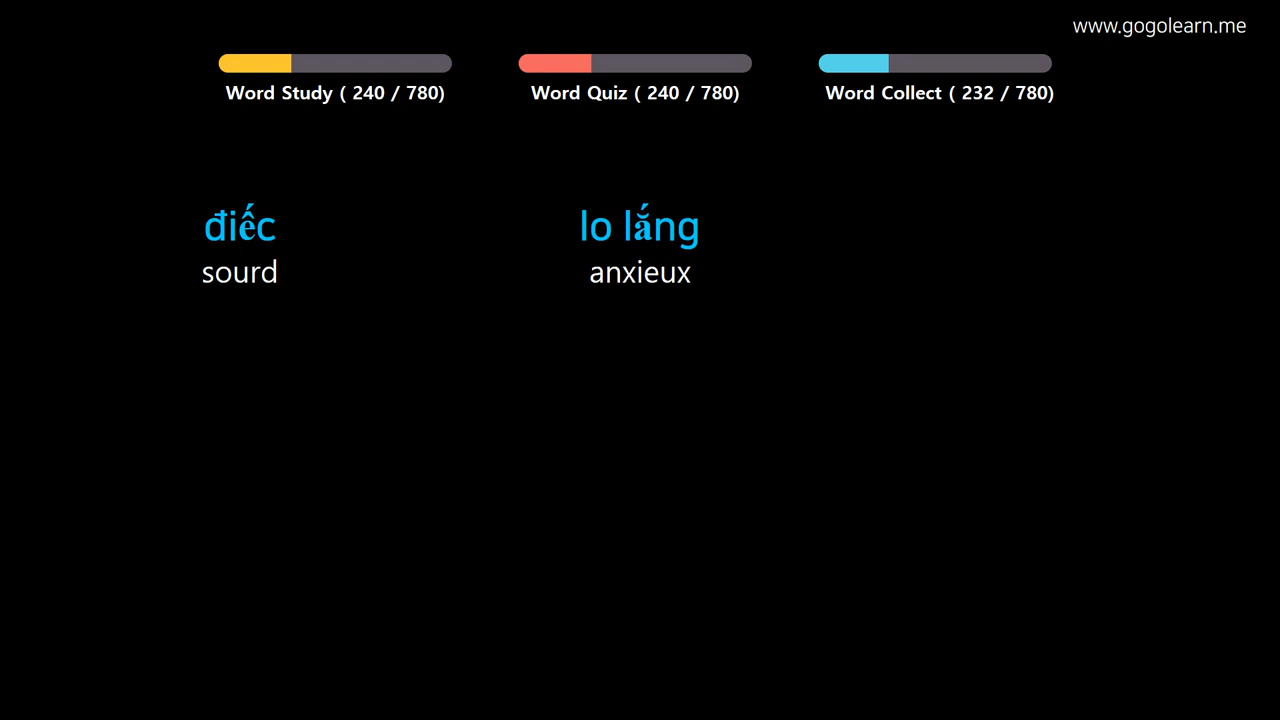 www.gogolearn.me
Word Study ( 240 / 780)
Word Quiz ( 240 / 780)
Word Collect ( 232 / 780)
điếc
lo lắng
sourd
anxieux